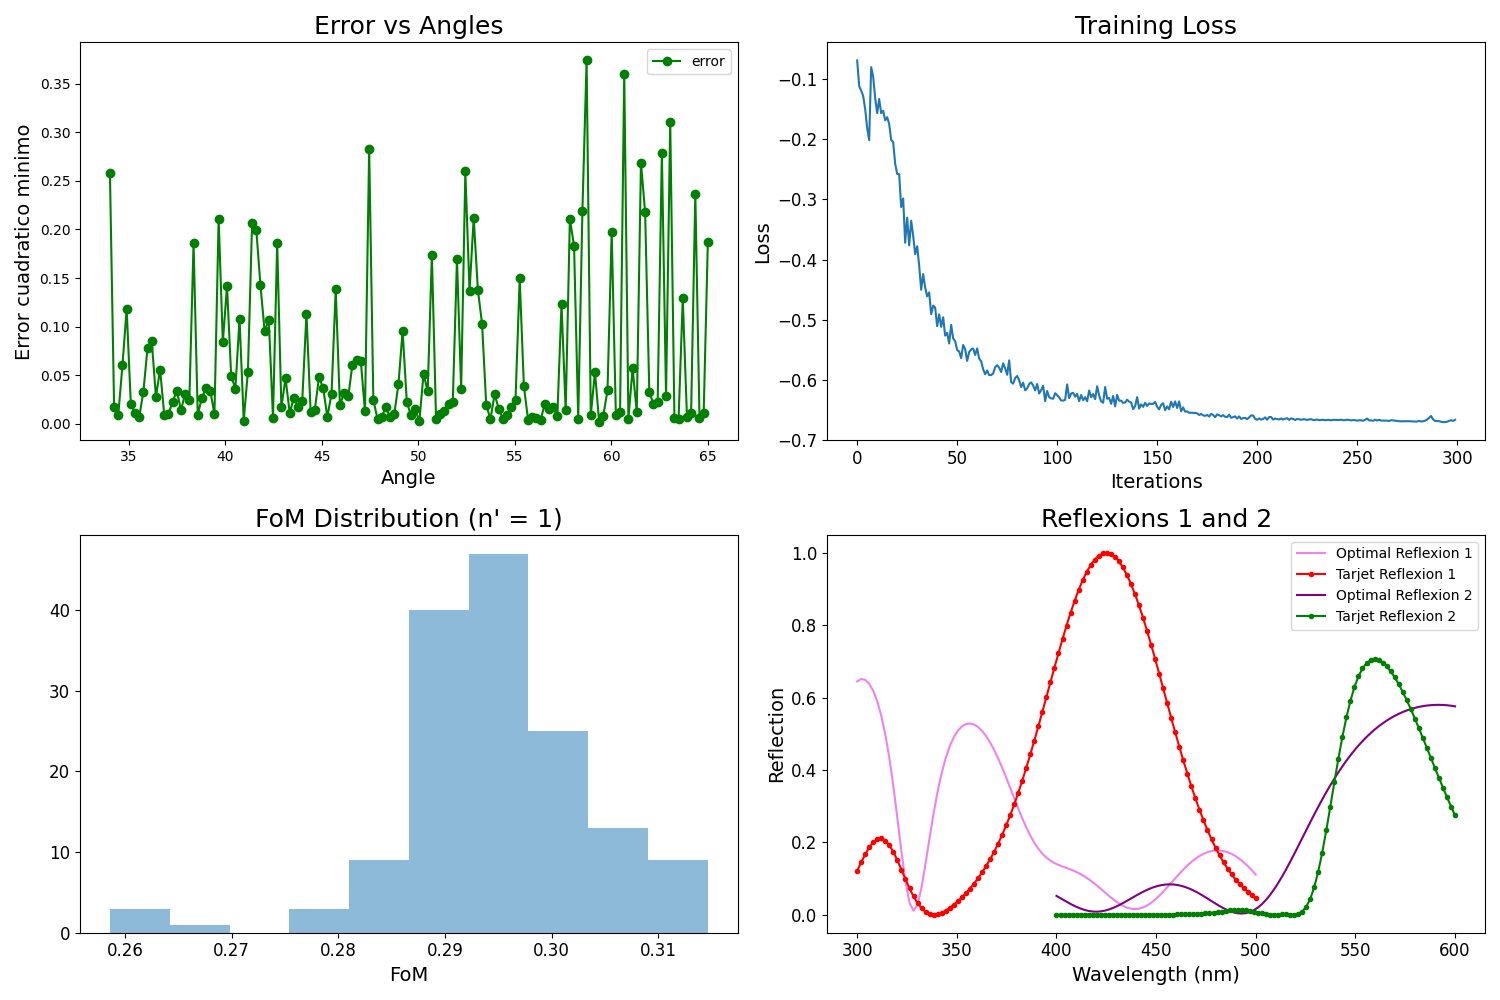 Error vs Angles
Error cuadratico minimo
0.35
0.30
0.25
0.20
0.15
0.10
0.05
0.00
error
35 40 45 50 55 60 65
Angle
Training Loss
Loss
−0.1
−0.2
−0.3
−0.4
−0.5
−0.6
−0.7
0 50 100 150 200 250 300
Iterations
FoM Distribution (n' = 1)
40
30
20
10
0
0.26 0.27 0.28 0.29 0.30 0.31
FoM
Reflexions 1 and 2
Reflection
1.0
0.8
0.6
0.4
0.2
0.0
Optimal Reflexion 1
Tarjet Reflexion 1
Optimal Reflexion 2
Tarjet Reflexion 2
300 350 400 450 500 550 600
Wavelength (nm)